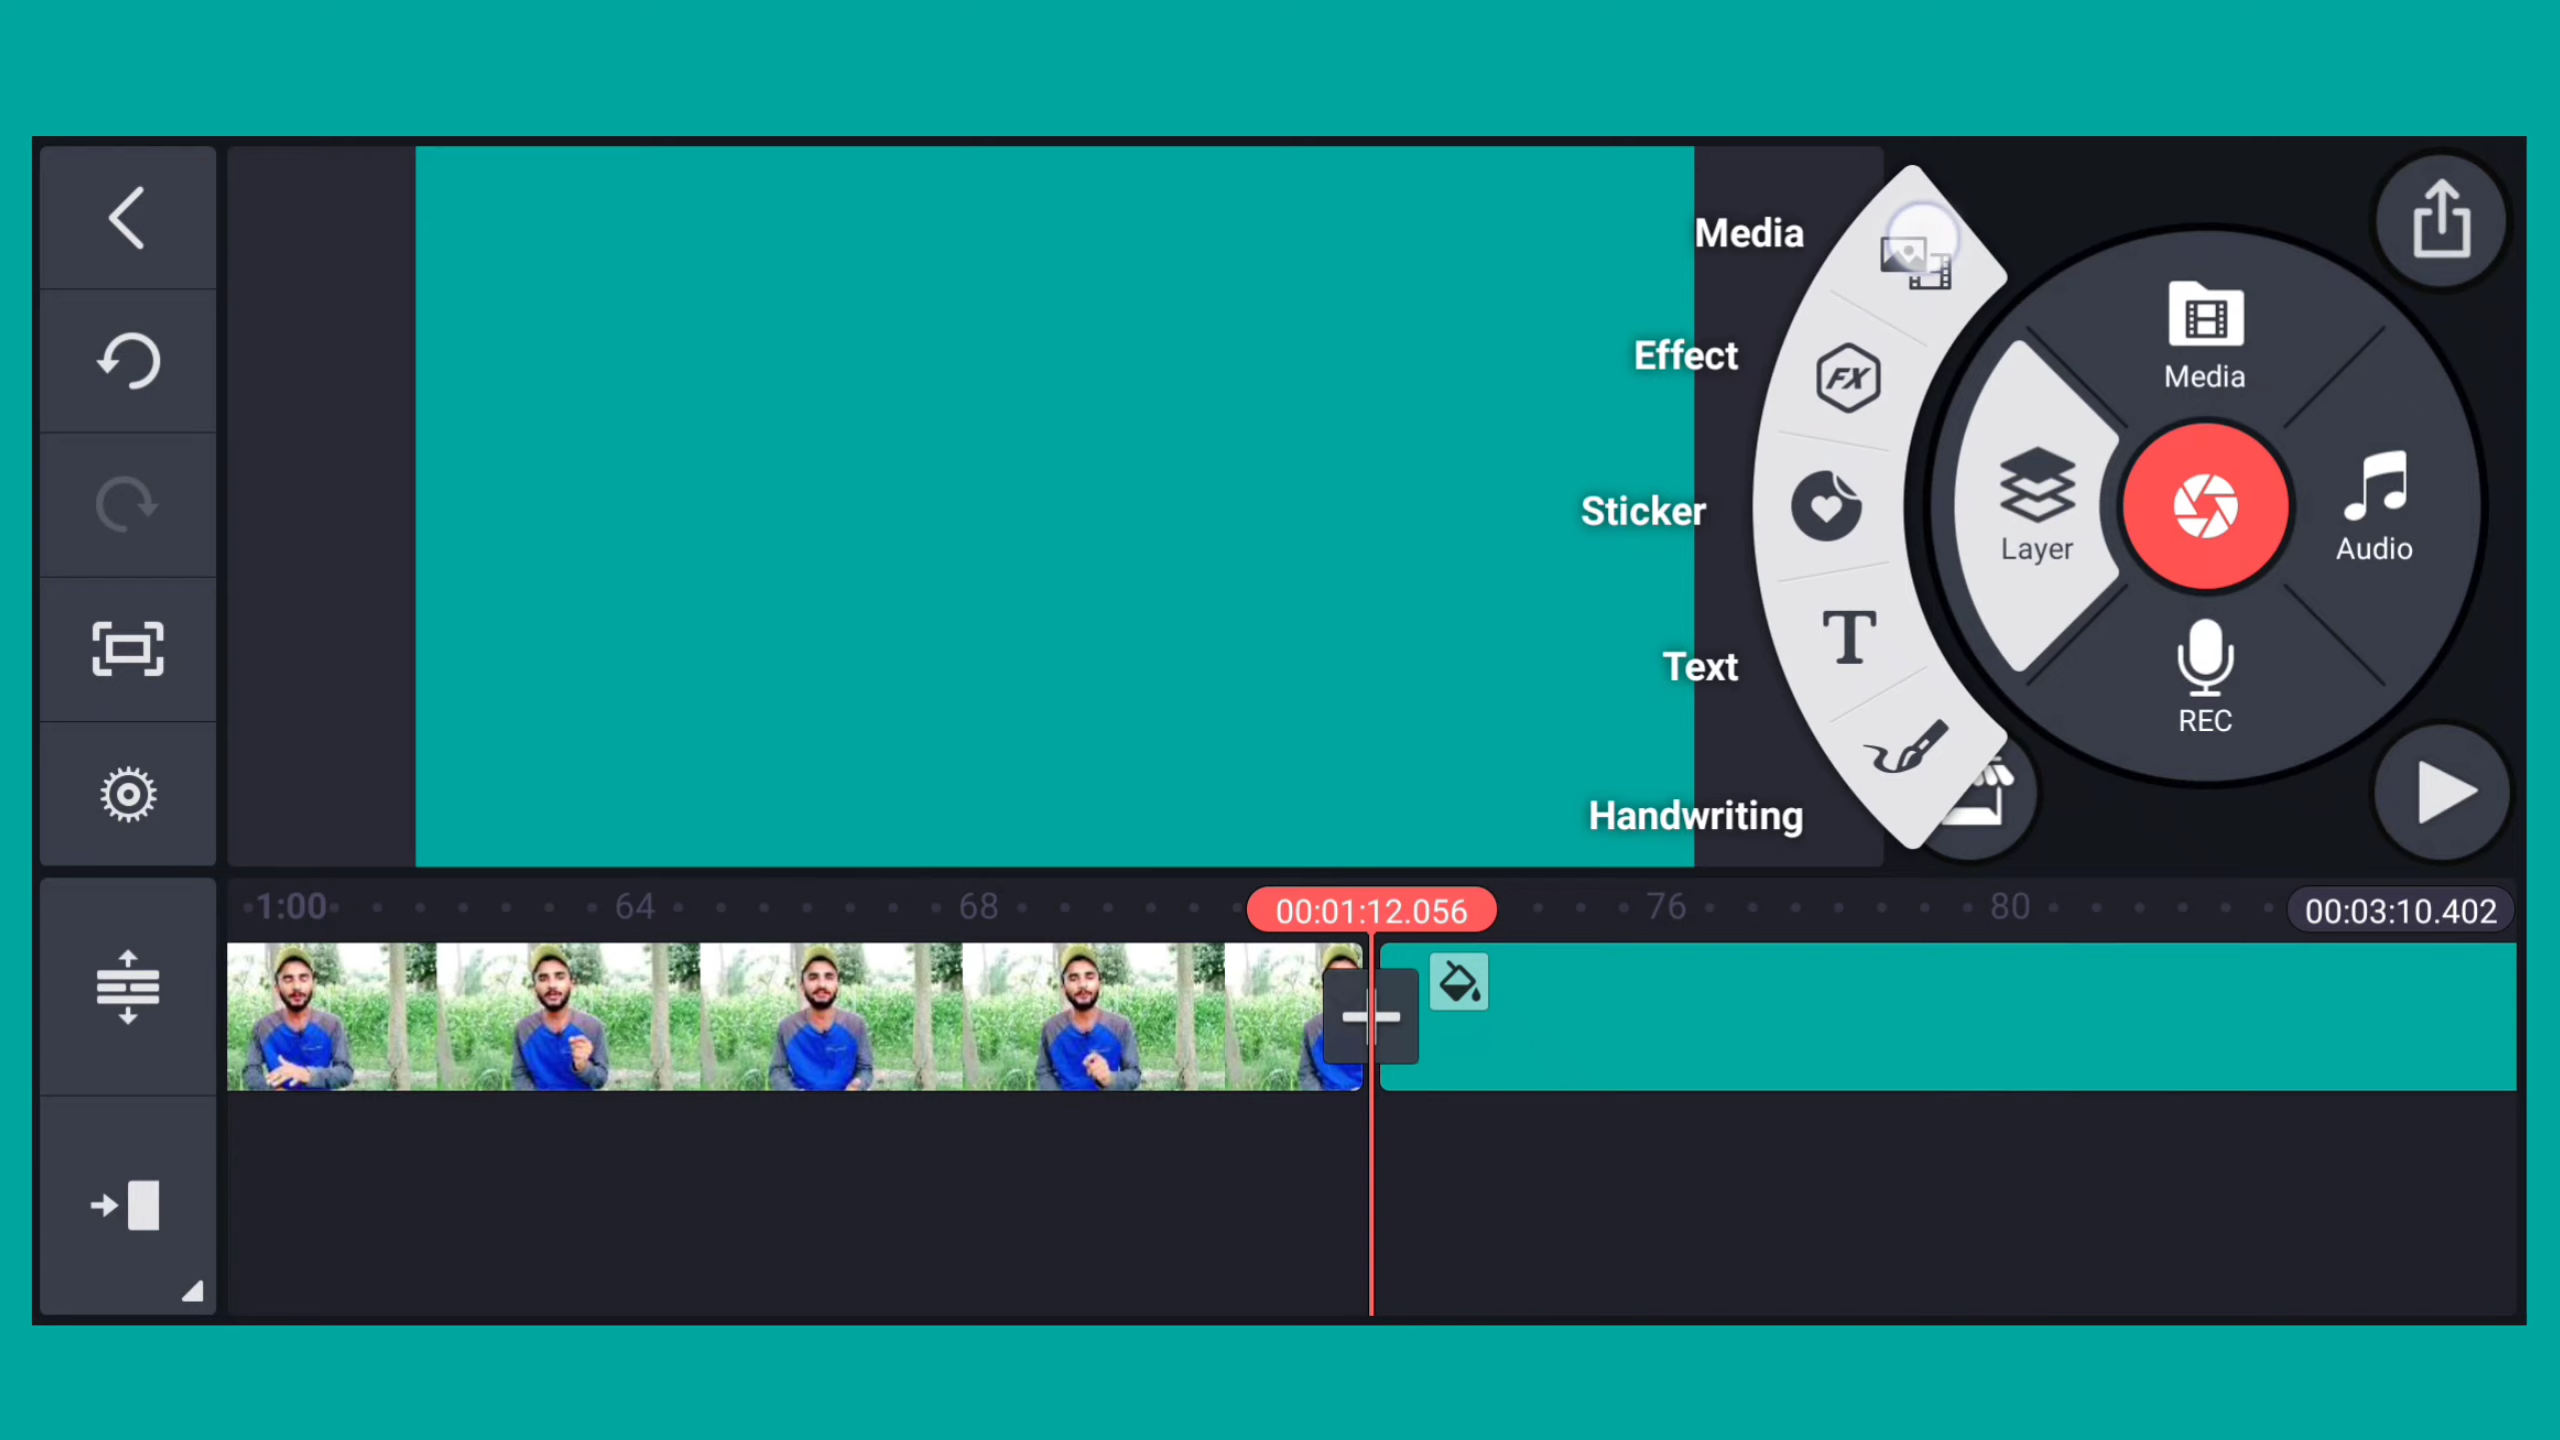 Media
Effect
Sticker
Text
Handwriting
FX
T
Media
Layer
Audio
REC
1:00
64
68
00:01:12.056
76
80
00:03:10.402